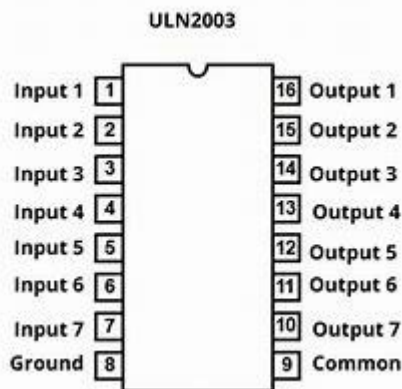 ULN2003
Input 1 1 16 Output 1
Input 2 2 15 Output 2
Input 3 3 14 Output 3
Input 4 4 13 Output 4
Input 5 5 12 Output 5
Input 6 6 11 Output 6
Input 7 7 10 Output 7
Ground 8 9 Common